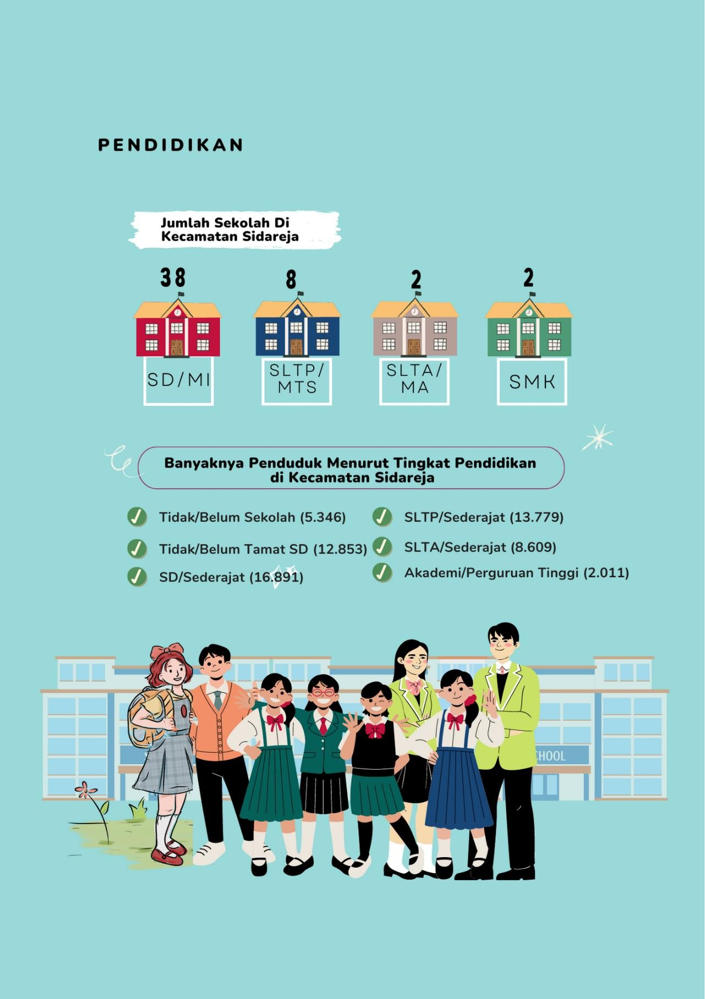 PENDIDIKAN
Jumlah Sekolah Di
Kecamatan Sidareja
38
8
2
2
SD/MI
SLTP/
MTS
SLTA/
MA
SMK
Banyaknya Penduduk Menurut Tingkat Pendidikan
di Kecamatan Sidareja
Tidak/Belum Sekolah (5.346)
Tidak/Belum Tamat SD (12.853)
SD/Sederajat (16.891)
SLTP/Sederajat (13.779)
SLTA/Sederajat (8.609)
Akademi/Perguruan Tinggi (2.011)